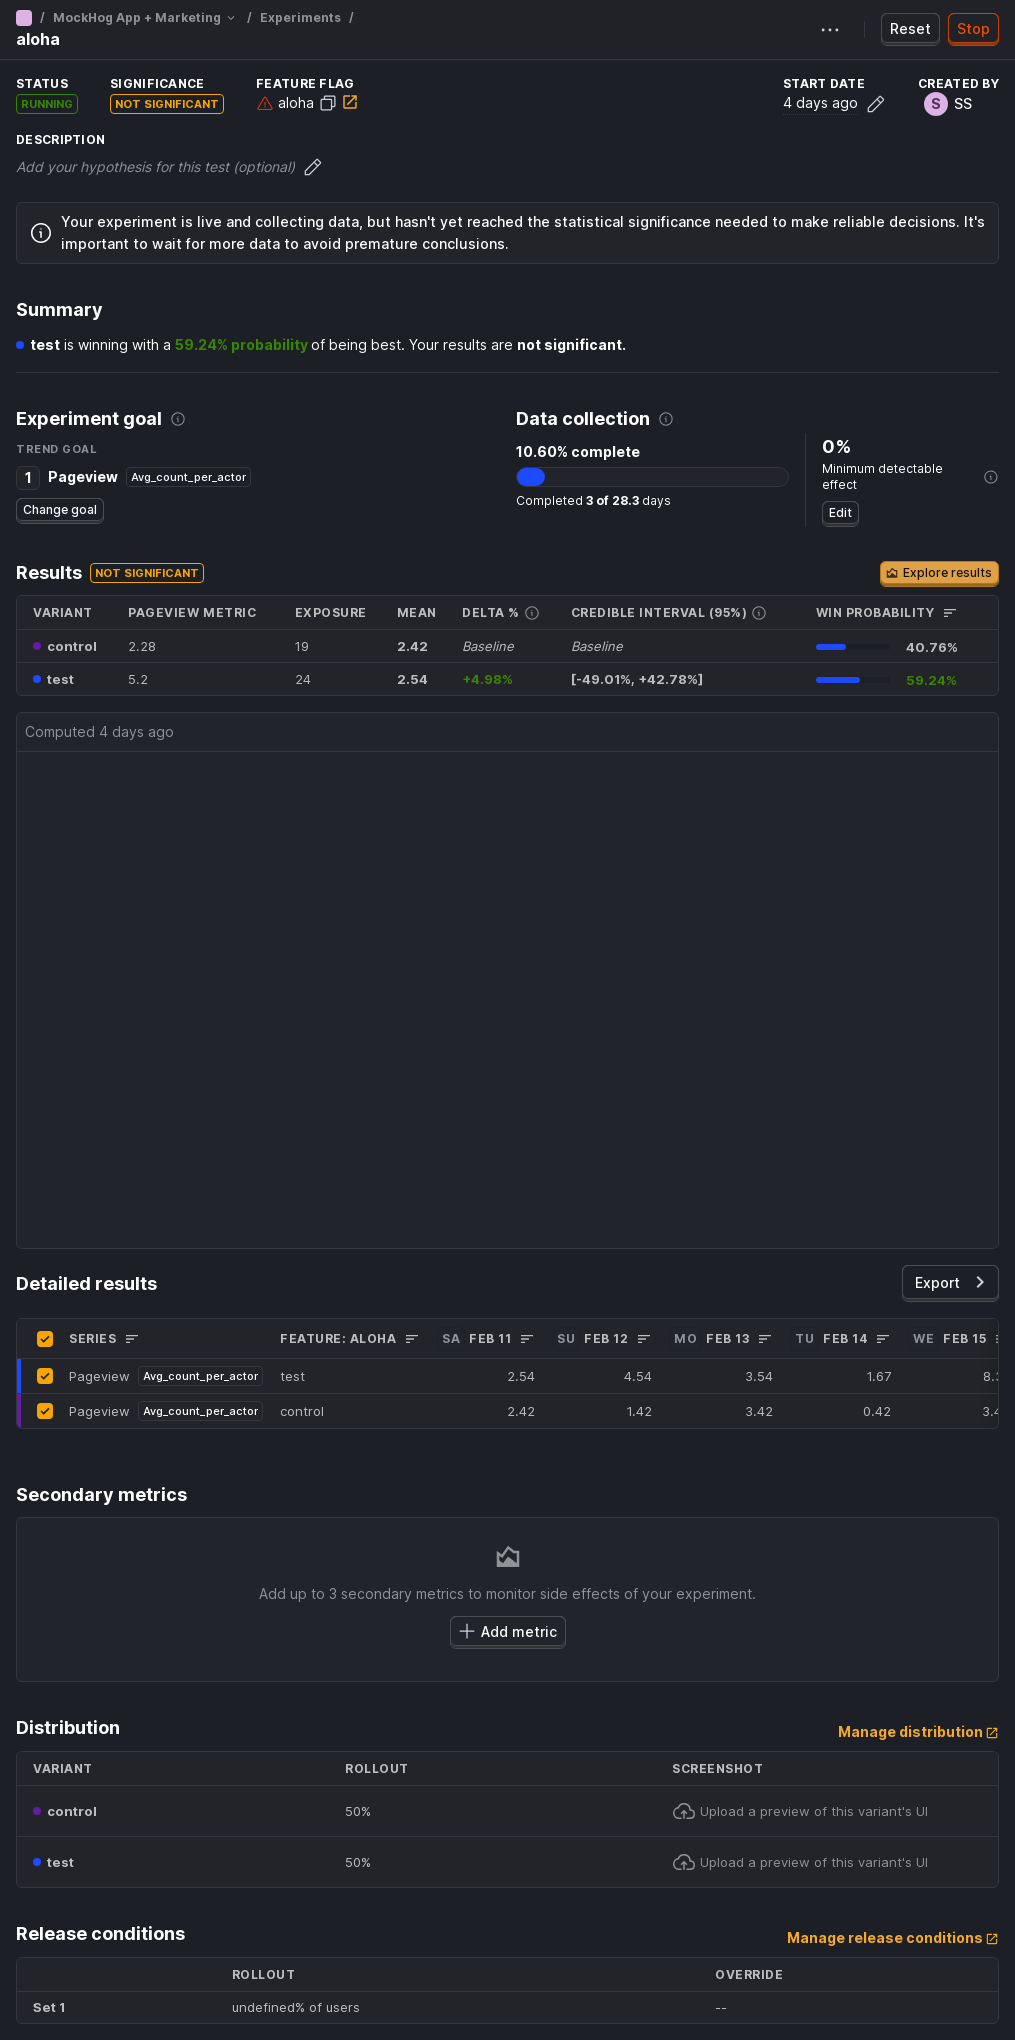 / MockHog App + Marketing / Experiments /
aloha
Reset
Stop
STATUS
RUNNING
SIGNIFICANCE
NOT SIGNIFICANT
FEATURE FLAG
aloha
START DATE
4 days ago
CREATED BY
S SS
DESCRIPTION
Add your hypothesis for this test (optional)
Your experiment is live and collecting data, but hasn't yet reached the statistical significance needed to make reliable decisions. It's
important to wait for more data to avoid premature conclusions.
Summary
test is winning with a 59.24% probability of being best. Your results are not significant.
Experiment goal
TREND GOAL
1 Pageview Avg_count_per_actor
Change goal
Data collection
10.60% complete
Completed 3 of 28.3 days
0%
Minimum detectable
effect
Edit
Results NOT SIGNIFICANT
Explore results
VARIANT PAGEVIEW METRIC EXPOSURE MEAN DELTA % CREDIBLE INTERVAL (95%) WIN PROBABILITY
control 2.28 19 2.42 Baseline Baseline 40.76%
test 5.2 24 2.54 +4.98% [-49.01%, +42.78%] 59.24%
Computed 4 days ago
Detailed results
Export
SERIES FEATURE: ALOHA SA FEB 11 SU FEB 12 MO FEB 13 TU FEB 14 WE FEB 15
Pageview Avg_count_per_actor test 2.54 4.54 3.54 1.67
Pageview Avg_count_per_actor control 2.42 1.42 3.42 0.42
Secondary metrics
Add up to 3 secondary metrics to monitor side effects of your experiment.
Add metric
Distribution
Manage distribution
VARIANT ROLLOUT SCREENSHOT
control 50% Upload a preview of this variant's UI
test 50% Upload a preview of this variant's UI
Release conditions
Manage release conditions
ROLLOUT OVERRIDE
Set 1 undefined% of users --